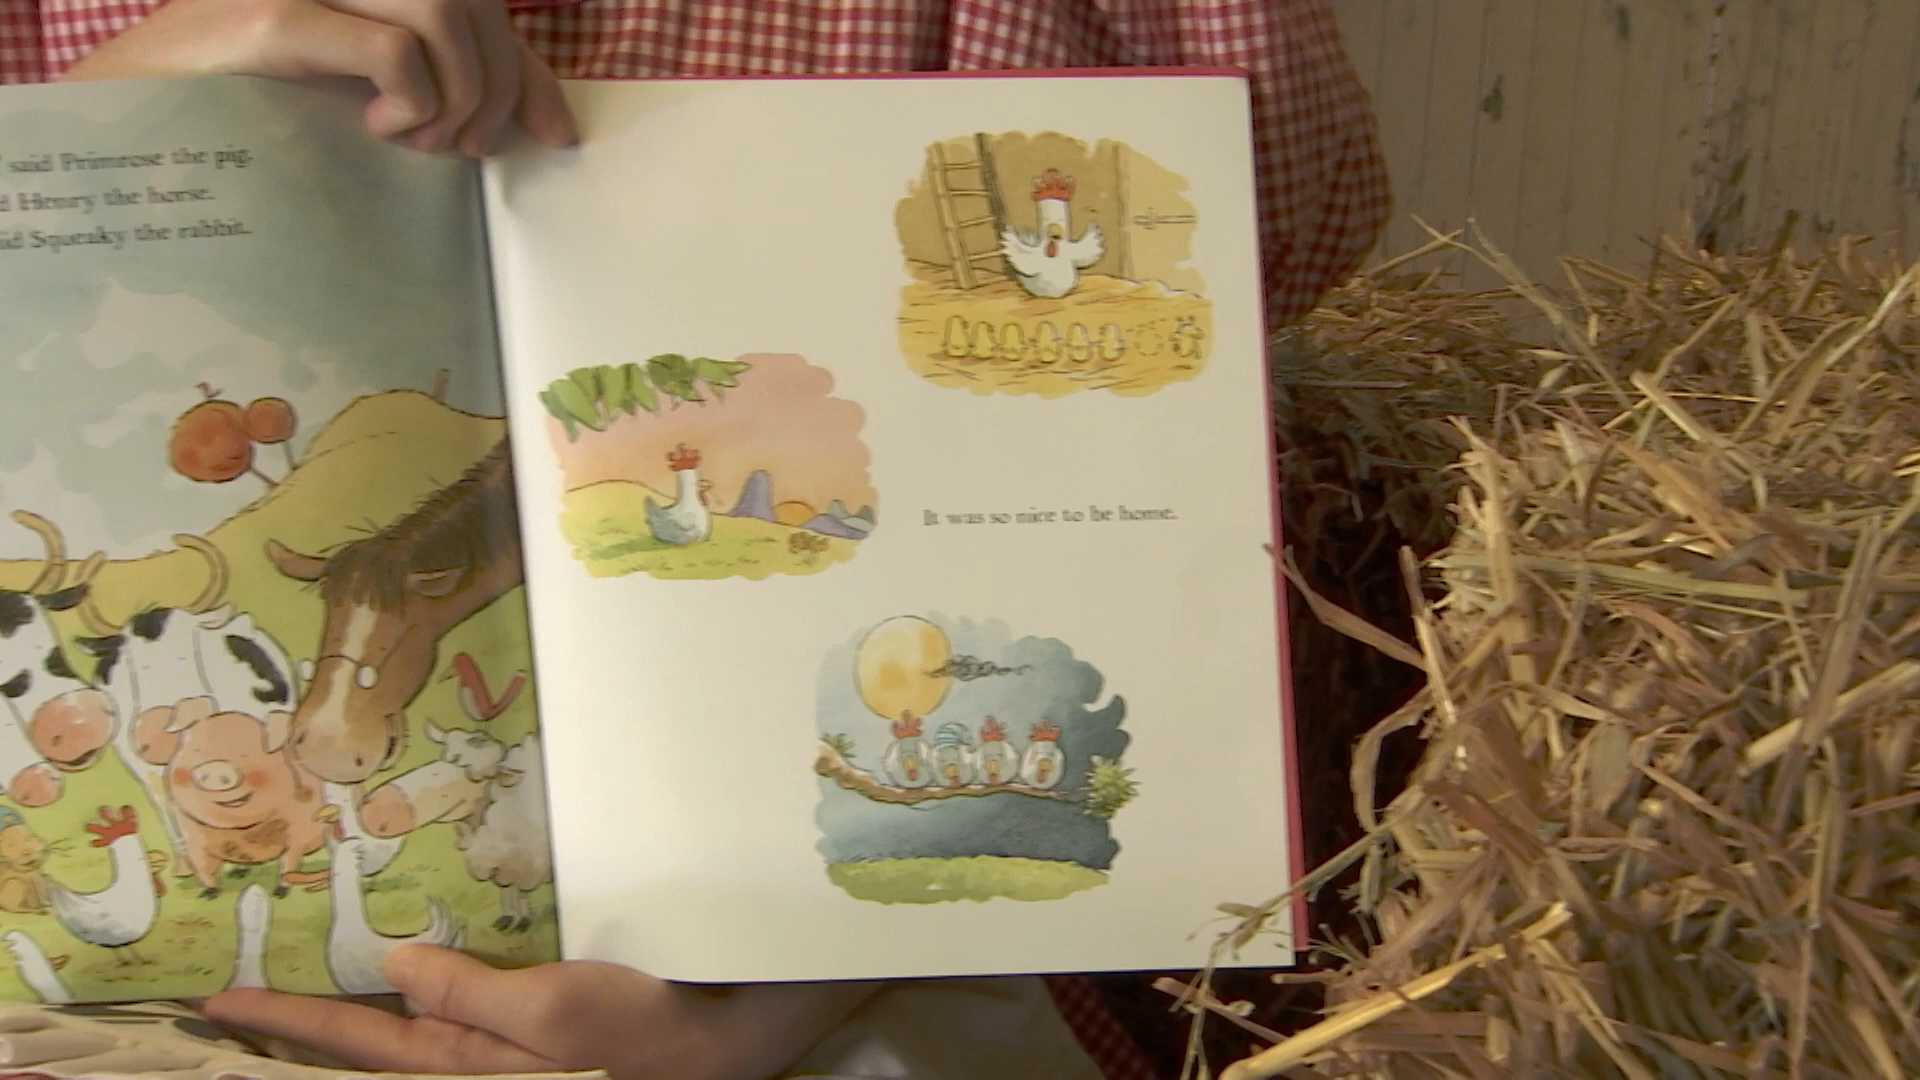 said Primrose the pig.
Henry the horse.
Squeaky the rabbit.
It was so nice to be home.